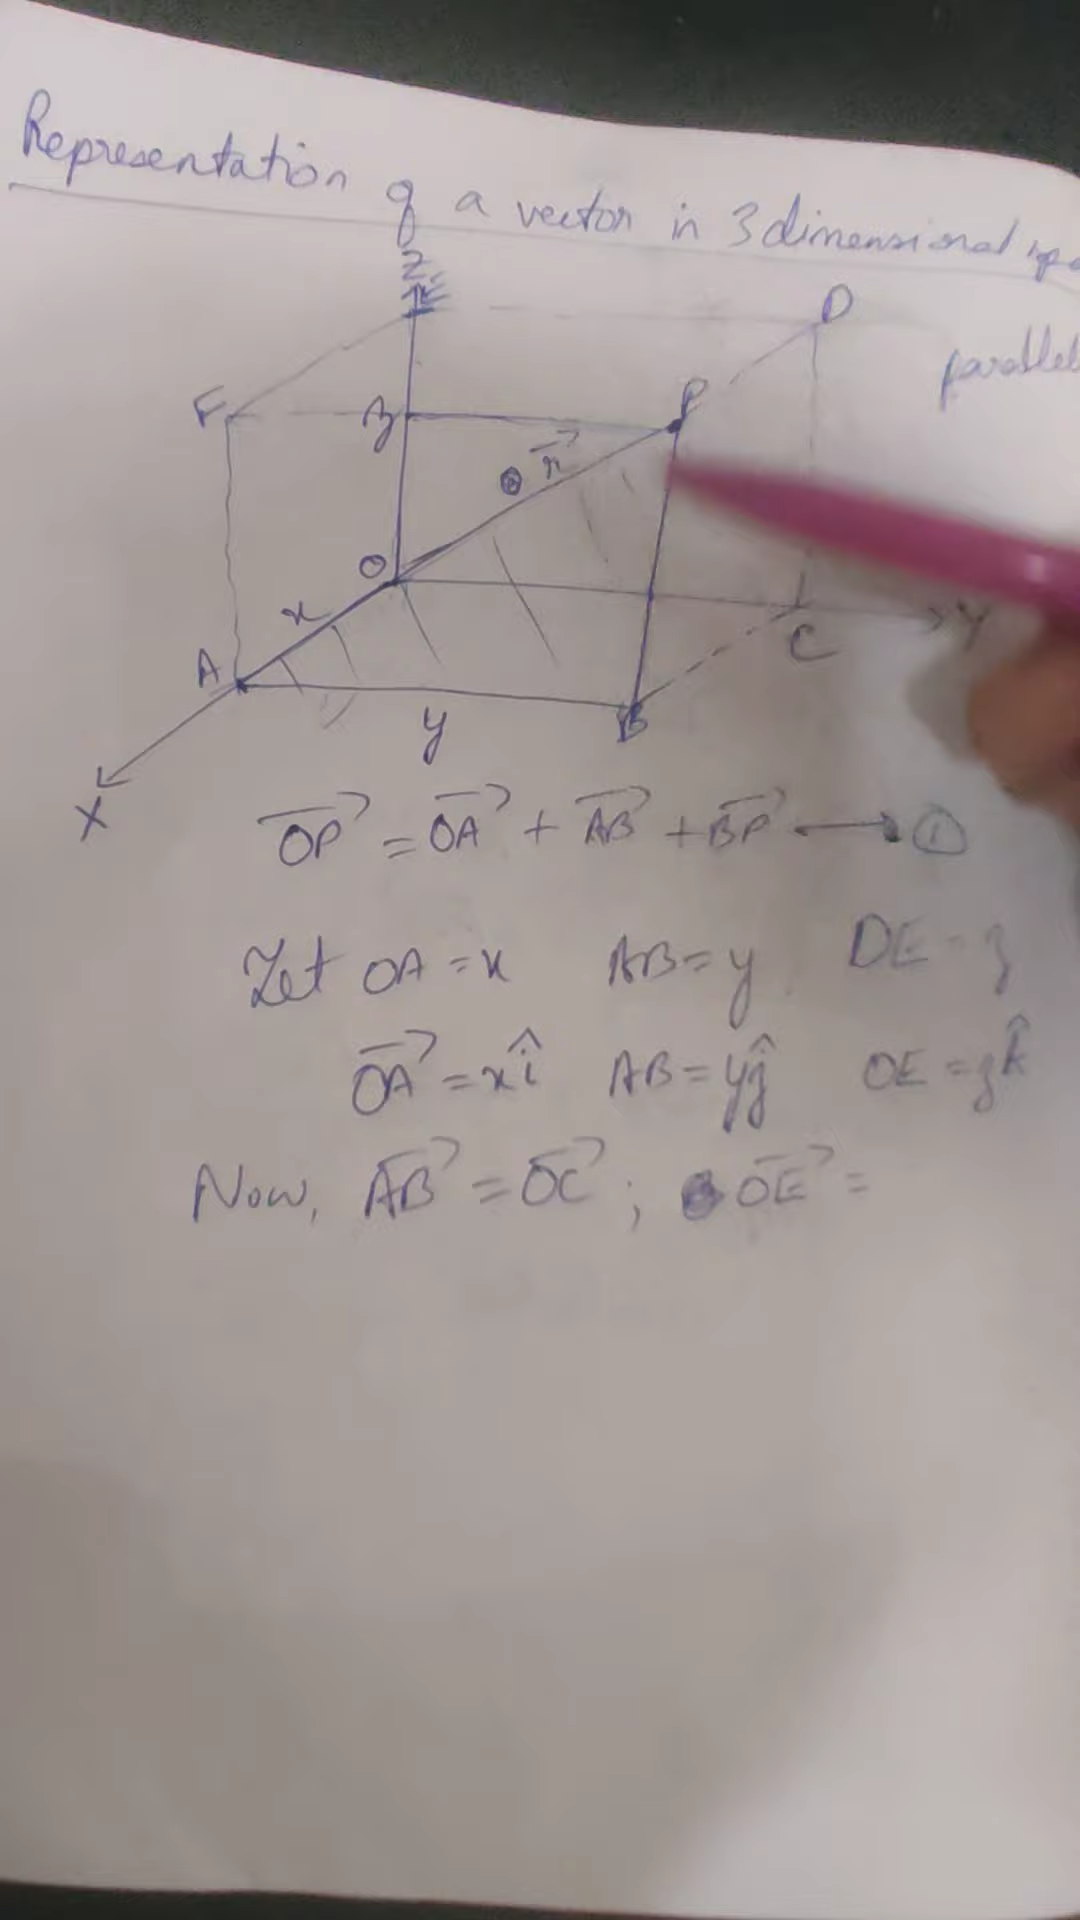 Representation of a vector in 3 dimensional
Z
E
D
F
z
P
r⃗
O
x
A
C
Y
y
B
X
OP⃗ = OA⃗ + AB⃗ + BP⃗ ⟶ ①
Let OA = x AB = y DE = z
OA⃗ = xî AB = yĵ OE = zk̂
Now, AB⃗ = OC⃗ ; OE⃗ =